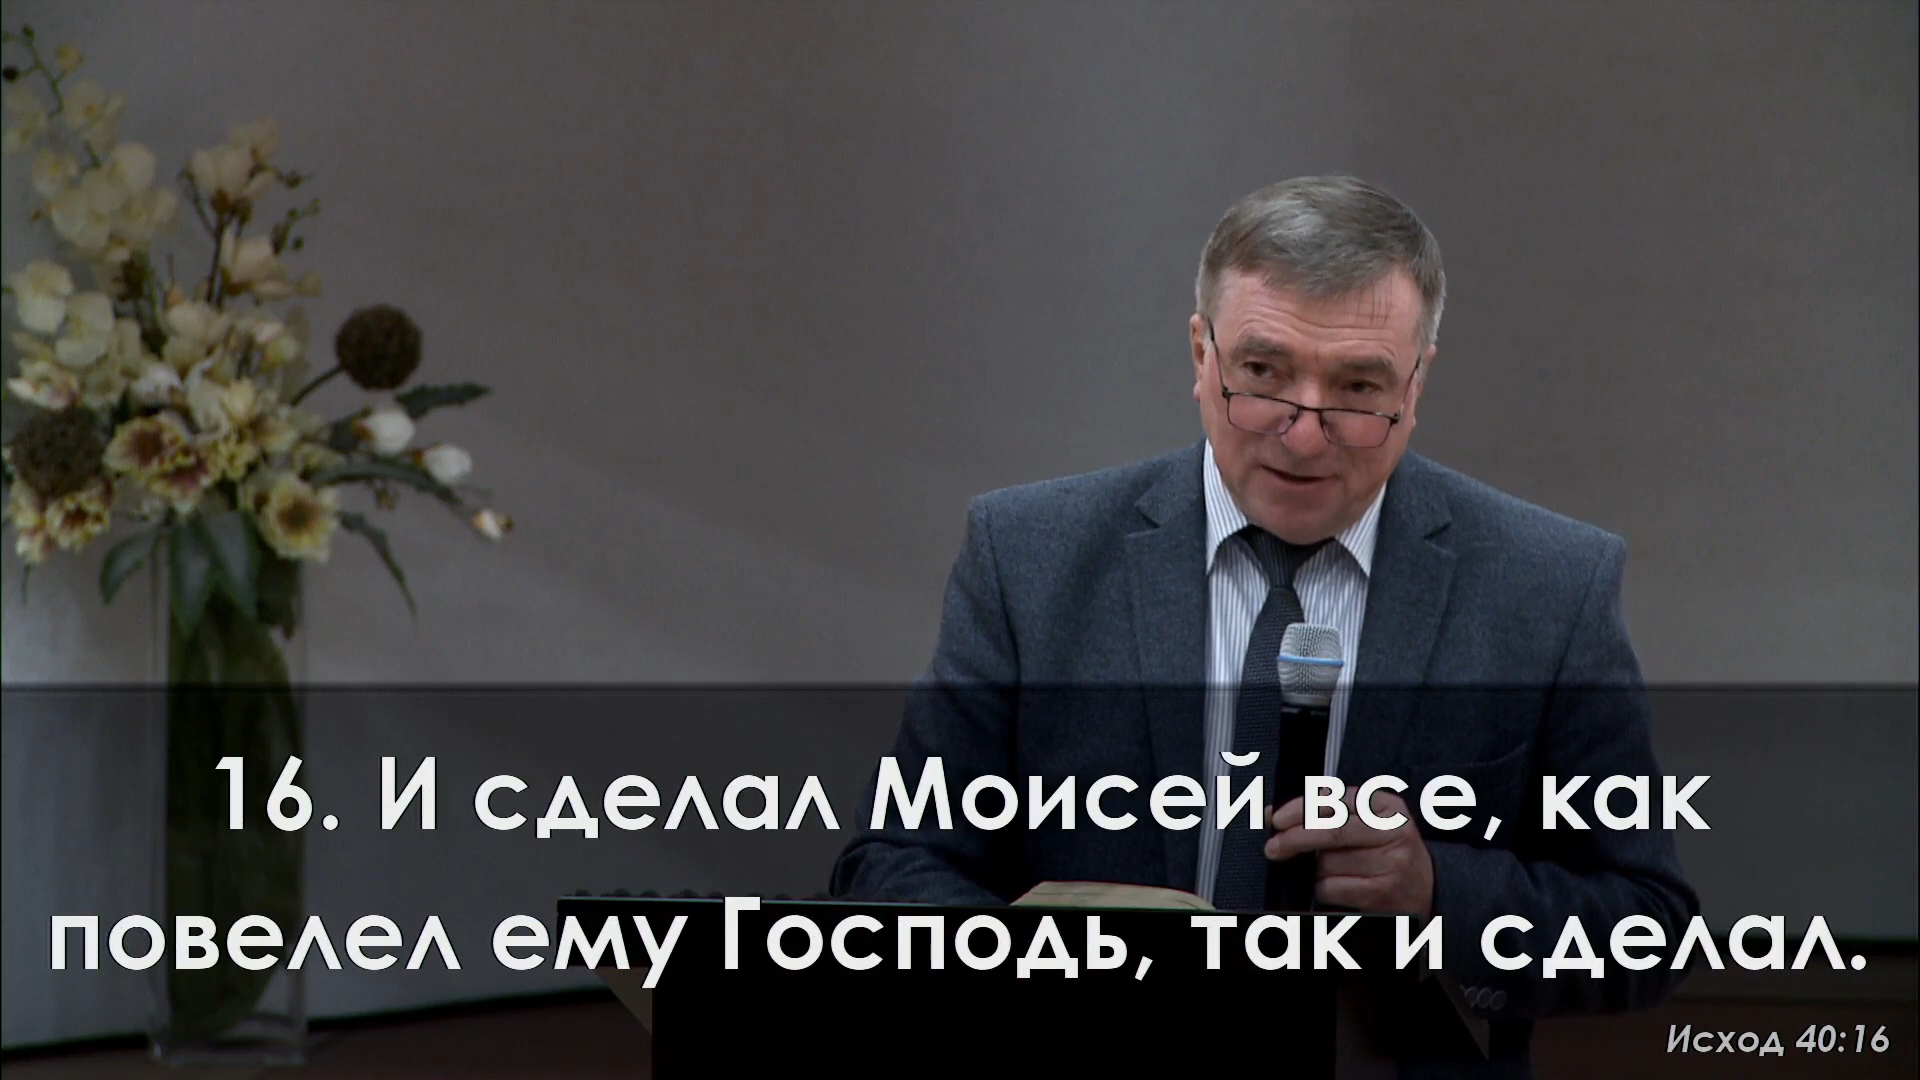 16. И сделал Моисей все, как
повелел ему Господь, так и сделал.
Исход 40:16